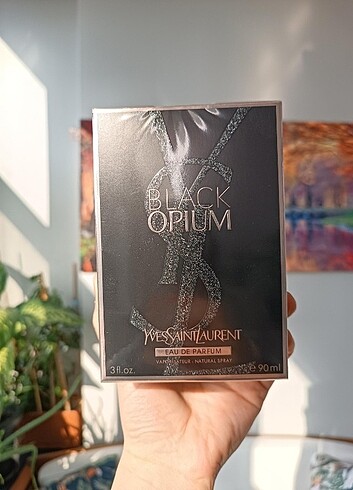 BLACK
OPIUM
YVESSAINTLAURENT
EAU DE PARFUM
VAPORISATEUR - NATURAL SPRAY
3 fl.oz. e 90ml